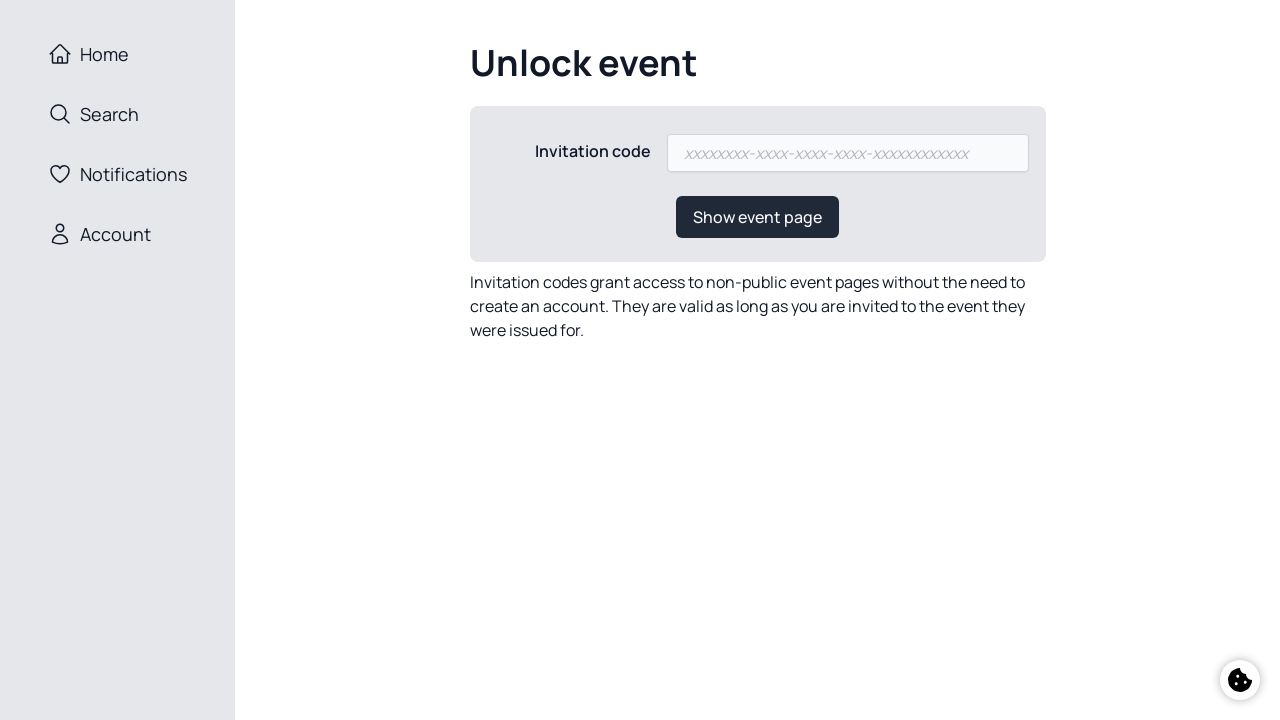 Home
Search
Notifications
Account
Unlock event
Invitation code
xxxxxxxx-xxxx-xxxx-xxxx-xxxxxxxxxxxx
Show event page
Invitation codes grant access to non-public event pages without the need to
create an account. They are valid as long as you are invited to the event they
were issued for.